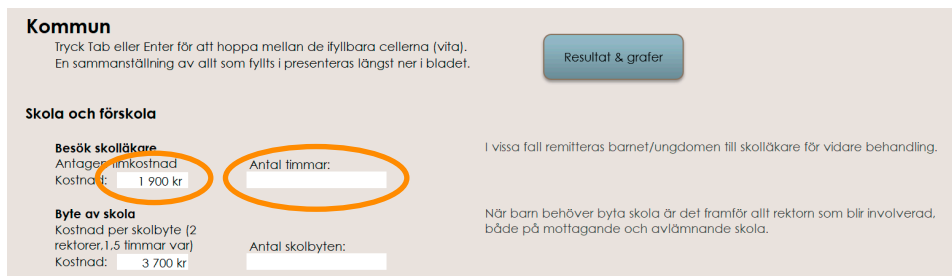 Kommun
Tryck Tab eller Enter för att hoppa mellan de ifyllbara cellerna (vita).
En sammanställning av allt som fyllts i presenteras längst ner i bladet.
Resultat & grafer
Skola och förskola
Besök skolläkare
Antagen timkostnad
Kostnad: 1 900 kr
Antal timmar:
I vissa fall remitteras barnet/ungdomen till skolläkare för vidare behandling.
Byte av skola
Kostnad per skolbyte (2
rektorer,1,5 timmar var)
Kostnad: 3 700 kr
Antal skolbyten:
När barn behöver byta skola är det framför allt rektorn som blir involverad,
både på mottagande och avlämnande skola.